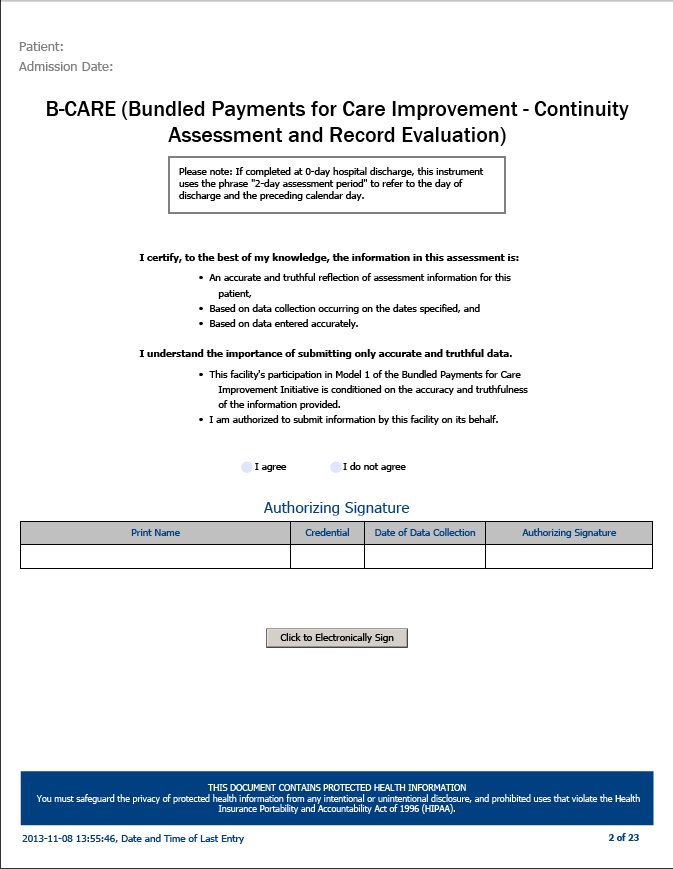 Patient:
Admission Date:
B-CARE (Bundled Payments for Care Improvement - Continuity
Assessment and Record Evaluation)
Please note: If completed at 0-day hospital discharge, this instrument
uses the phrase "2-day assessment period" to refer to the day of
discharge and the preceding calendar day.
I certify, to the best of my knowledge, the information in this assessment is:
• An accurate and truthful reflection of assessment information for this
patient,
• Based on data collection occurring on the dates specified, and
• Based on data entered accurately.
I understand the importance of submitting only accurate and truthful data.
• This facility's participation in Model 1 of the Bundled Payments for Care
Improvement Initiative is conditioned on the accuracy and truthfulness
of the information provided.
• I am authorized to submit information by this facility on its behalf.
I agree I do not agree
Authorizing Signature
Print Name Credential Date of Data Collection Authorizing Signature
Click to Electronically Sign
THIS DOCUMENT CONTAINS PROTECTED HEALTH INFORMATION
You must safeguard the privacy of protected health information from any intentional or unintentional disclosure, and prohibited uses that violate the Health
Insurance Portability and Accountability Act of 1996 (HIPAA).
2013-11-08 13:55:46, Date and Time of Last Entry 2 of 23